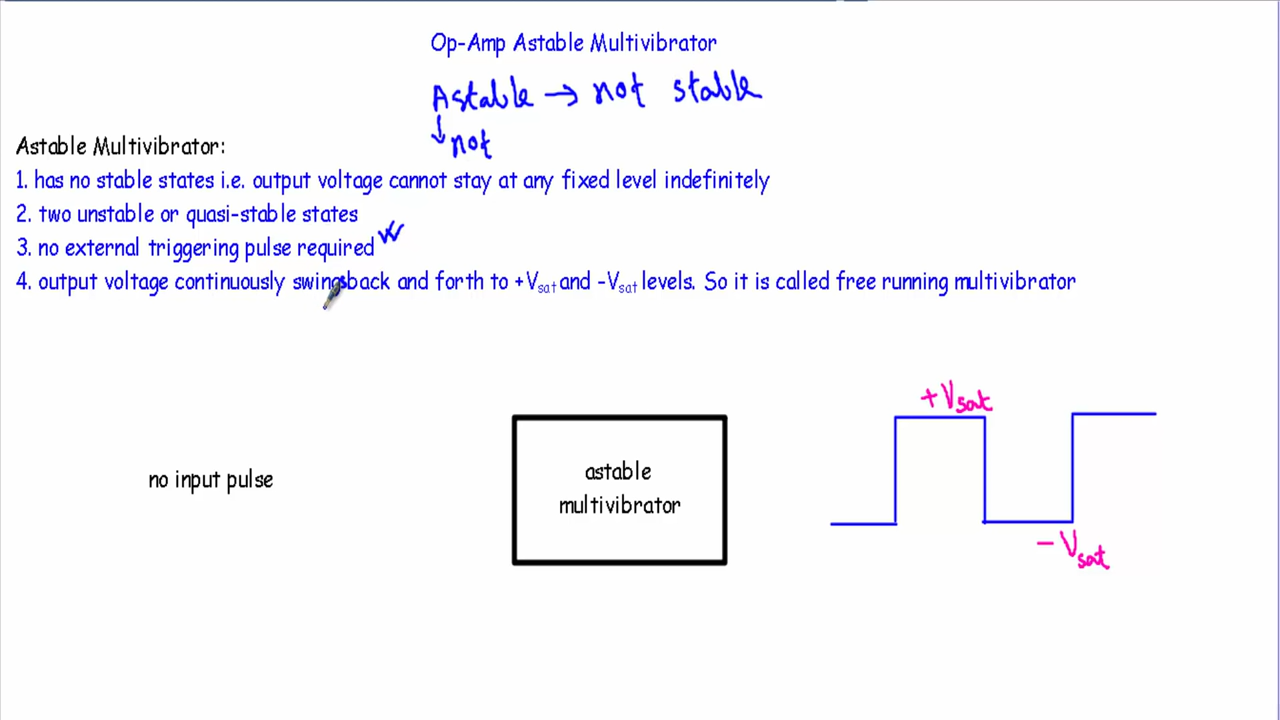 Op-Amp Astable Multivibrator
Astable → not stable
↓ not
Astable Multivibrator:
1. has no stable states i.e. output voltage cannot stay at any fixed level indefinitely
2. two unstable or quasi-stable states
3. no external triggering pulse required
4. output voltage continuously swings back and forth to +Vsat and -Vsat levels. So it is called free running multivibrator
+Vsat
no input pulse
astable
multivibrator
-Vsat